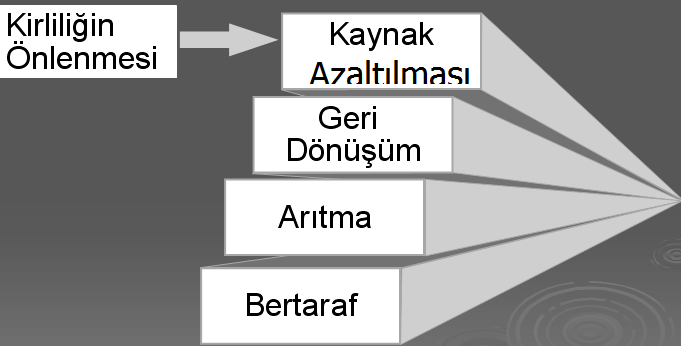 Kirliliğin
Önlenmesi
Kaynak
Azaltılması
Geri
Dönüşüm
Arıtma
Bertaraf